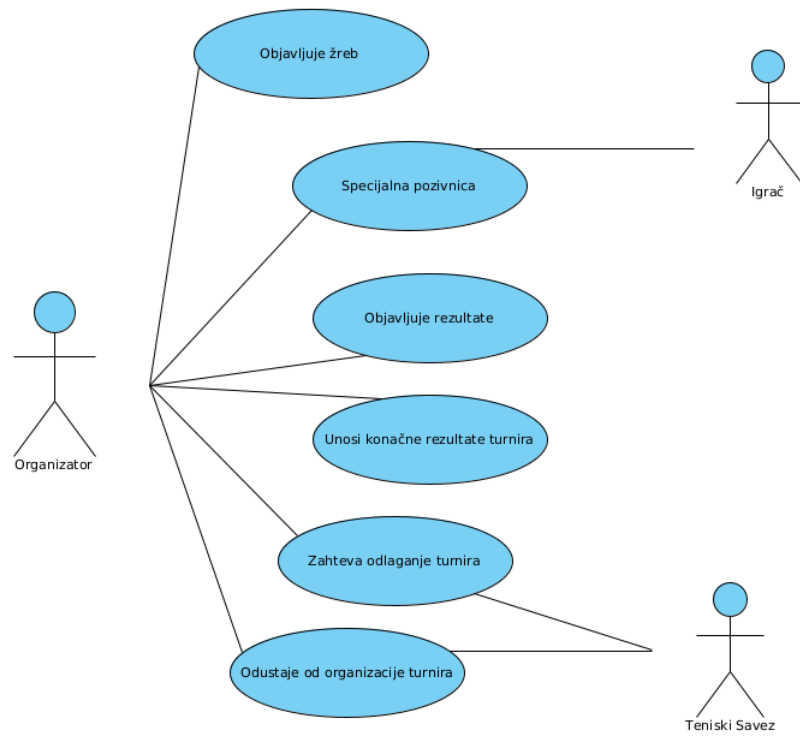 Objavljuje žreb
Igrač
Specijalna pozivnica
Objavljuje rezultate
Organizator
Unosi konačne rezultate turnira
Zahteva odlaganje turnira
Odustaje od organizacije turnira
Teniski Savez